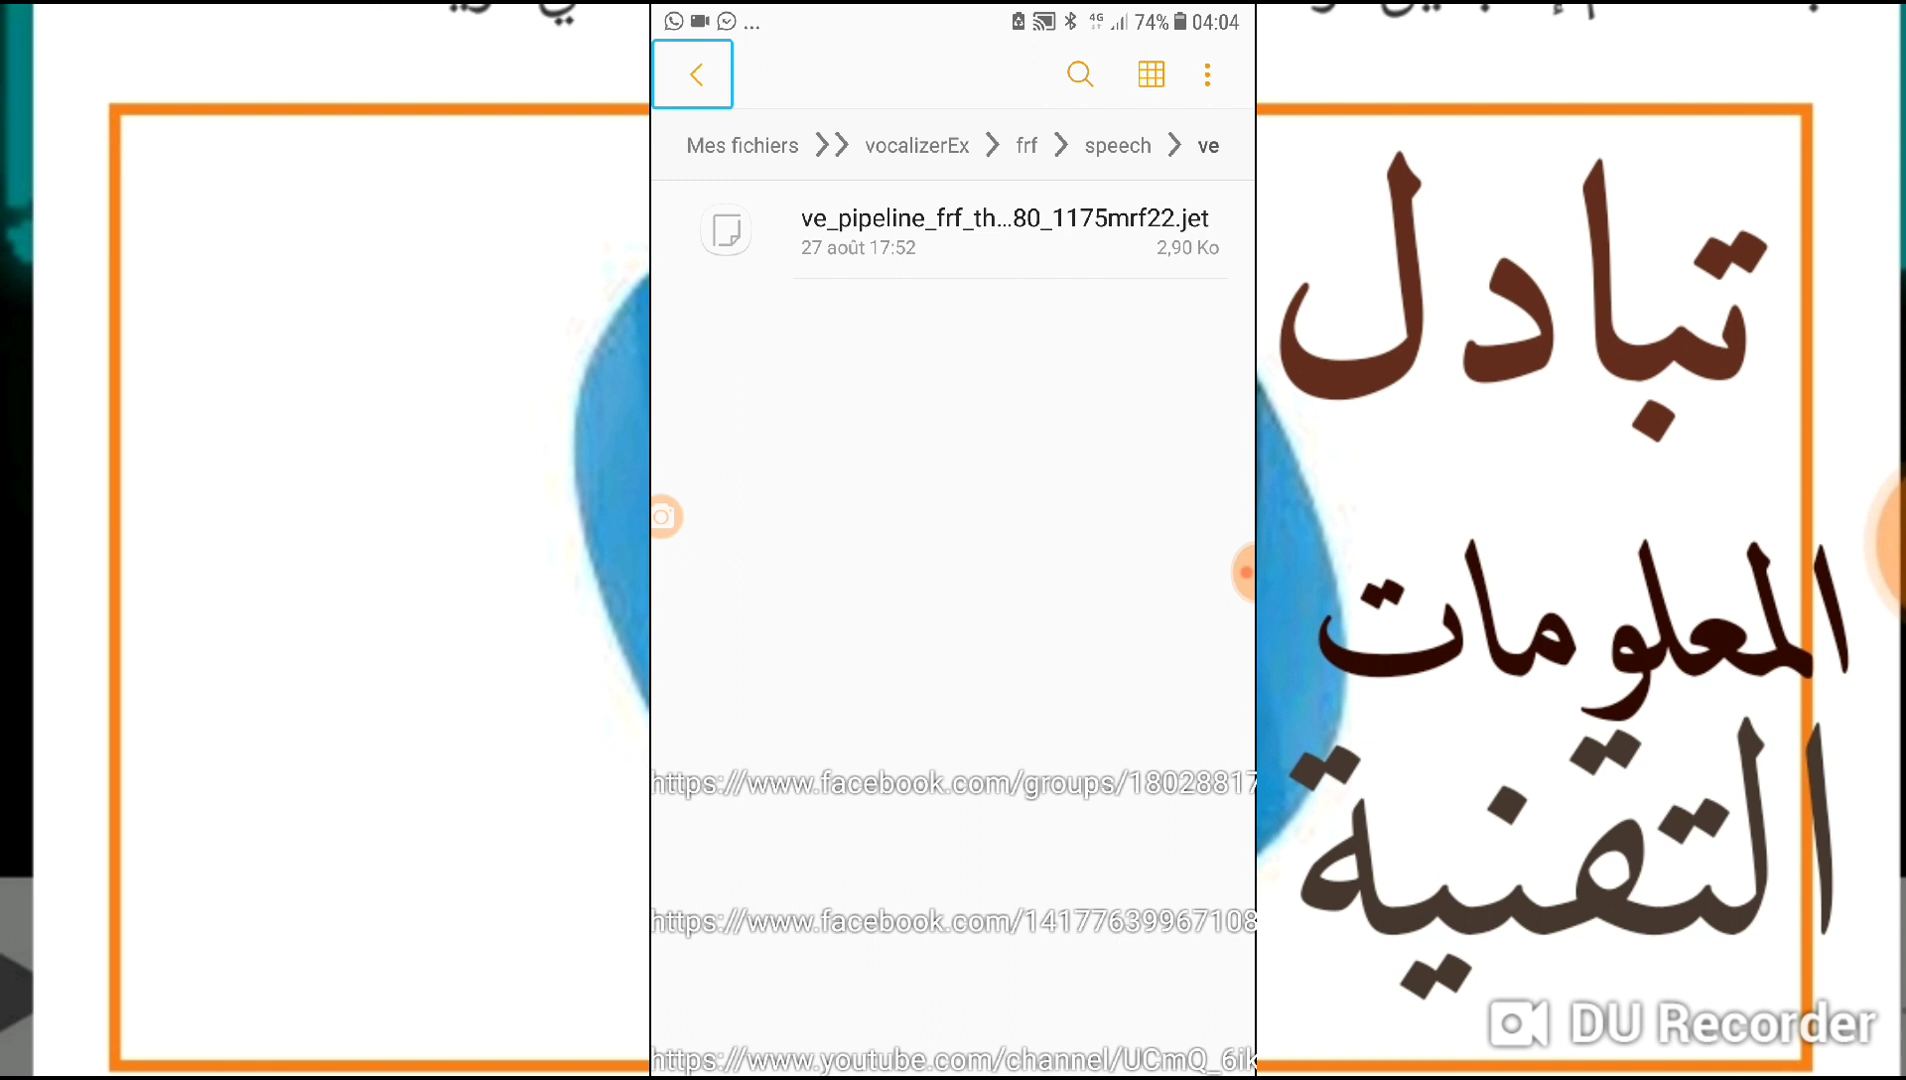 ... 4G 74% 04:04
Mes fichiers vocalizerEx frf speech ve
ve_pipeline_frf_th...80_1175mrf22.jet
27 août 17:52 2,90 Ko
تبادل
المعلومات
التقنية
https://www.facebook.com/groups/18028817
https://www.facebook.com/14177639967108
https://www.youtube.com/channel/UCmQ_6ik
DU Recorder